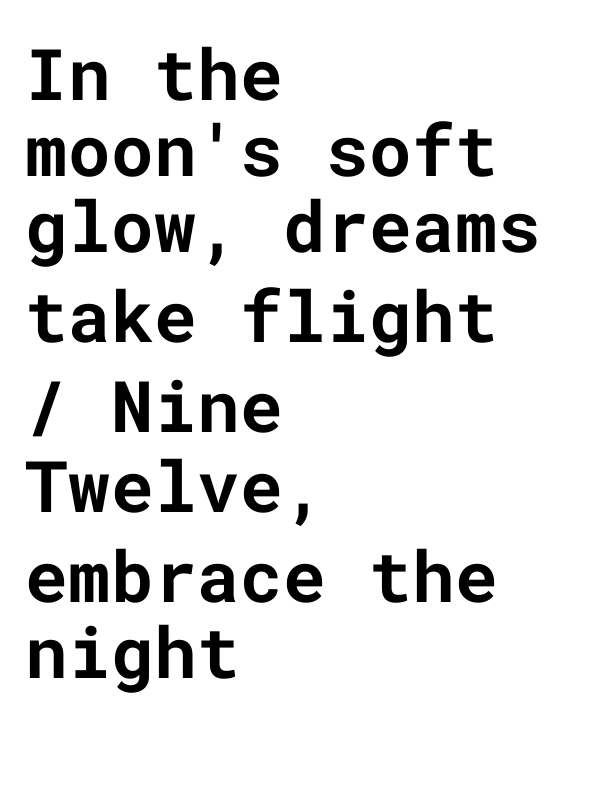 In the
moon's soft
glow, dreams
take flight
/ Nine
Twelve,
embrace the
night